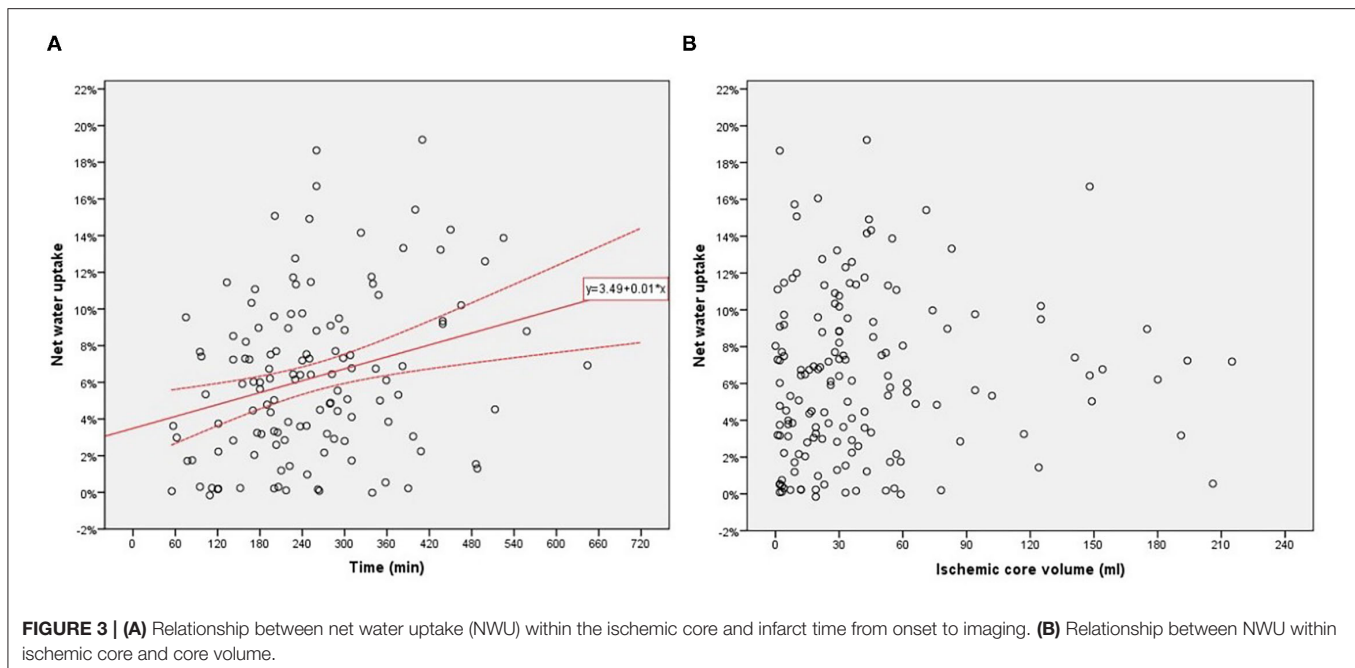 A
B
22%
20%
18%
16%
14%
12%
10%
8%
6%
4%
2%
0%
-2%
Net water uptake
y=3.49+0.01*x
0 60 120 180 240 300 360 420 480 540 600 660 720
Time (min)
22%
20%
18%
16%
14%
12%
10%
8%
6%
4%
2%
0%
-2%
Net water uptake
0 30 60 90 120 150 180 210 240
Ischemic core volume (ml)
FIGURE 3 | (A) Relationship between net water uptake (NWU) within the ischemic core and infarct time from onset to imaging. (B) Relationship between NWU within
ischemic core and core volume.